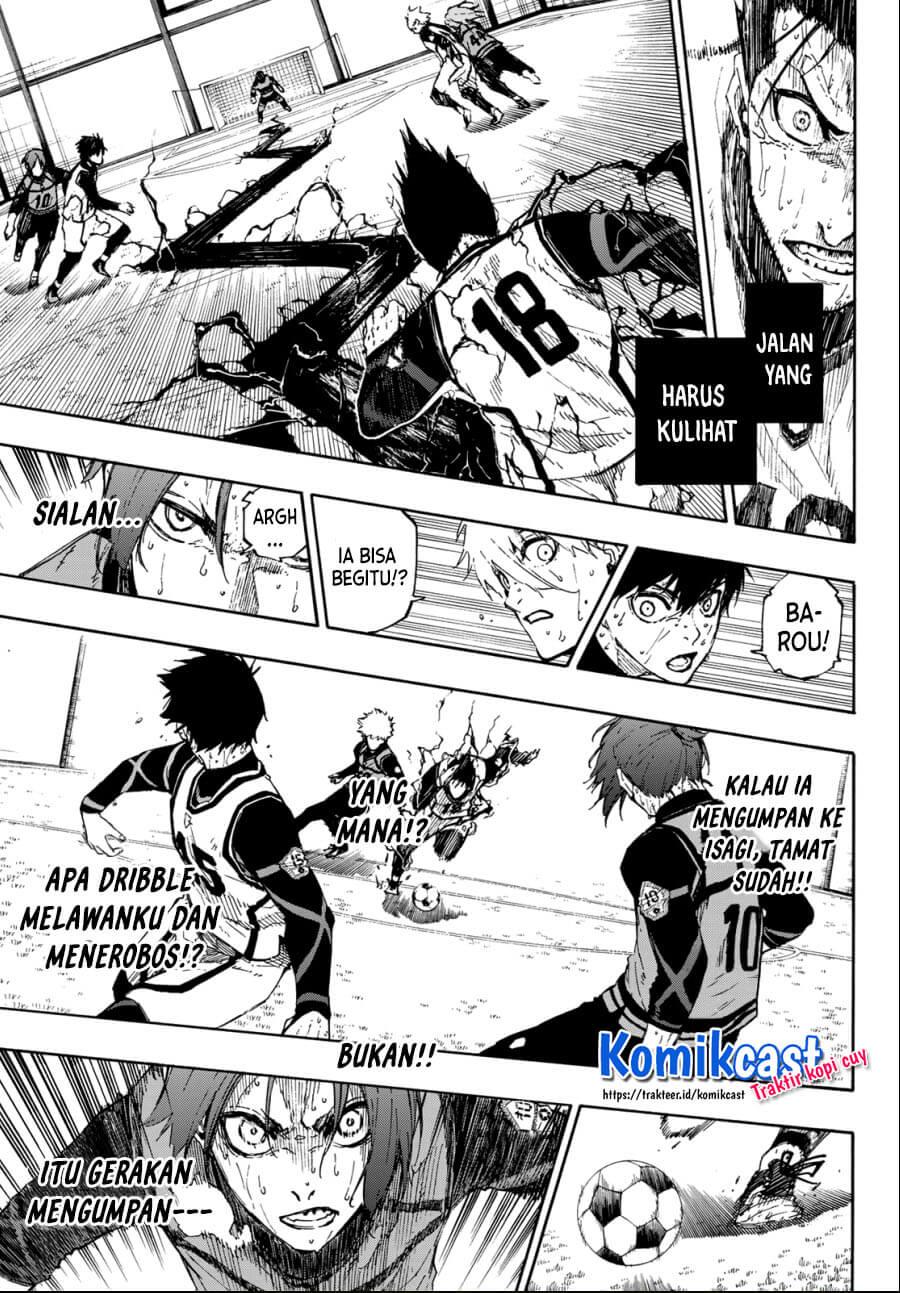 JALAN
YANG
HARUS
KULIHAT
18
10
BA-
ROU!
IA BISA
BEGITU!?
ARGH
...
SIALAN...
KALAU IA
MENGUMPAN KE
ISAGI, TAMAT
SUDAH!!
YANG
MANA!?
APA DRIBBLE
MELAWANKU DAN
MENEROBOS!?
10
BUKAN!!
ITU GERAKAN
MENGUMPAN---
Komikcast
Traktir kopi cuy
https://trakteer.id/komikcast